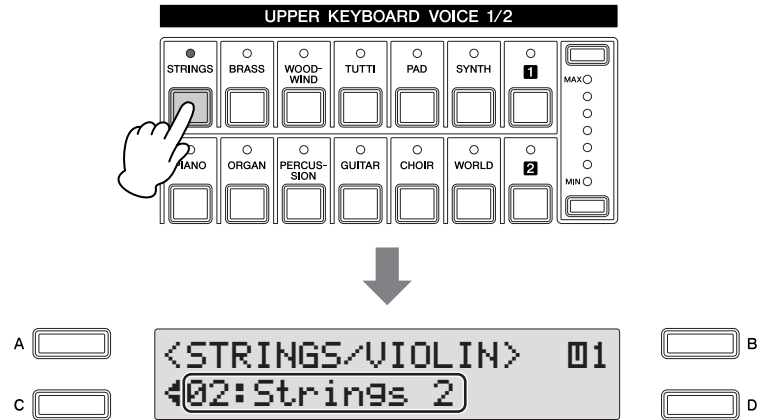 UPPER KEYBOARD VOICE 1/2
STRINGS BRASS WOOD-WIND TUTTI PAD SYNTH 1 MAX
PIANO ORGAN PERCUS-SION GUITAR CHOIR WORLD 2 MIN
A <STRINGS/VIOLIN> U1 B
C 02:Strings 2 D